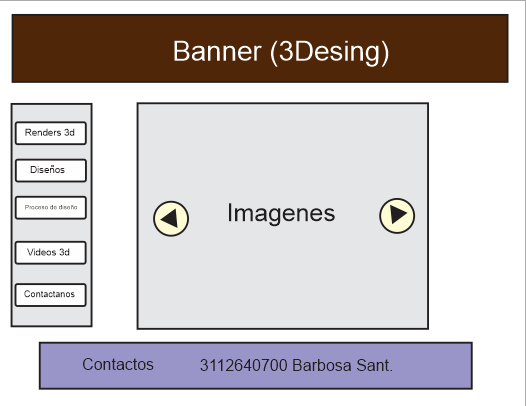 Banner (3Desing)
Renders 3d
Diseños
Proceso de diseño
Videos 3d
Contactanos
Imagenes
Contactos 3112640700 Barbosa Sant.